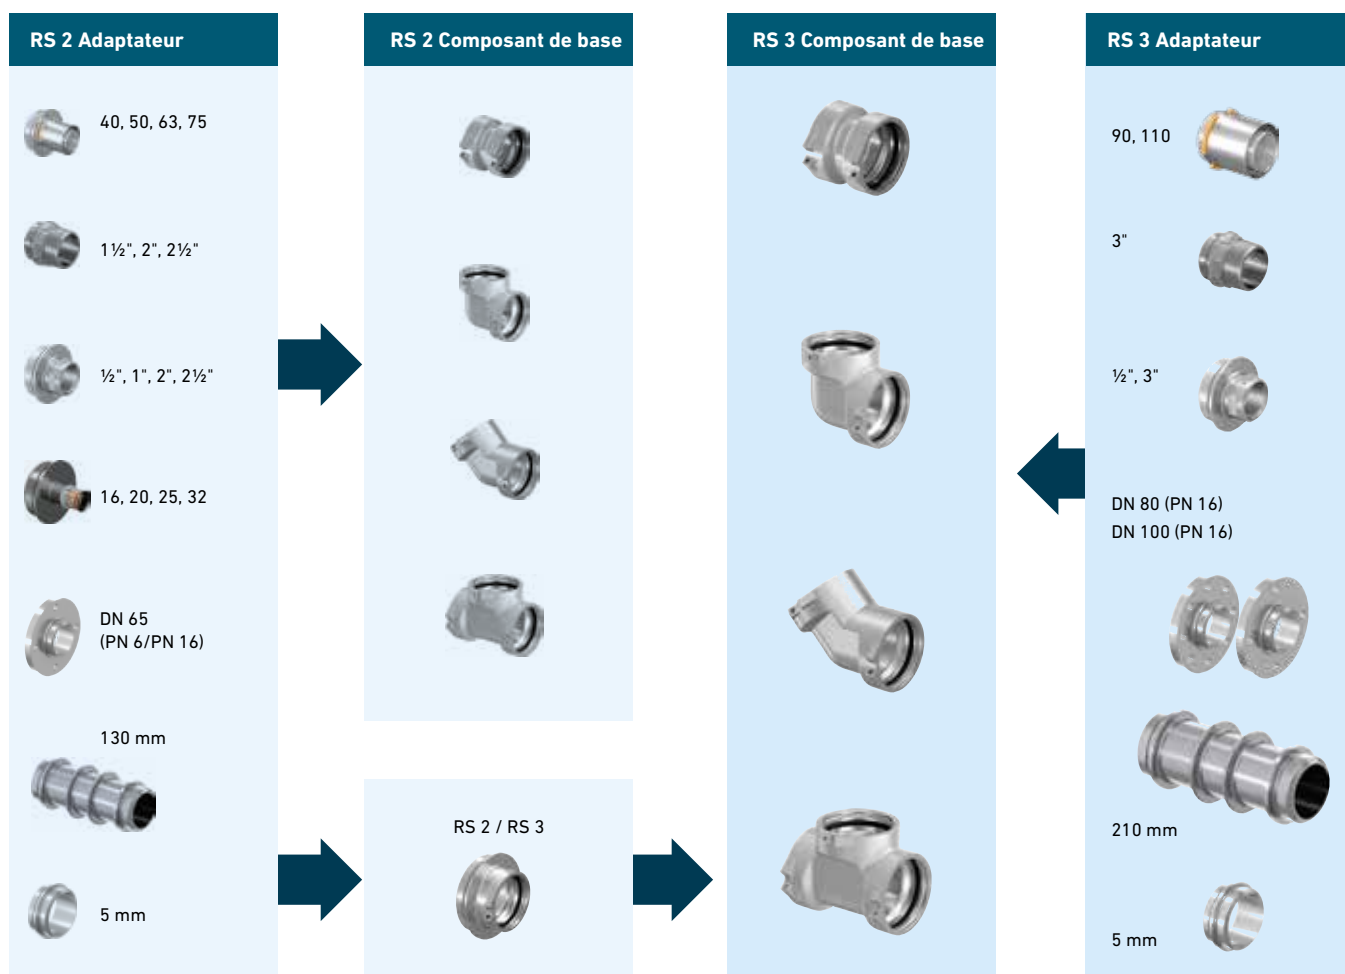 RS 2 Adaptateur
40, 50, 63, 75
1½", 2", 2½"
½", 1", 2", 2½"
16, 20, 25, 32
DN 65
(PN 6/PN 16)
130 mm
5 mm
RS 2 Composant de base
RS 2 / RS 3
RS 3 Composant de base
RS 3 Adaptateur
90, 110
3"
½", 3"
DN 80 (PN 16)
DN 100 (PN 16)
210 mm
5 mm